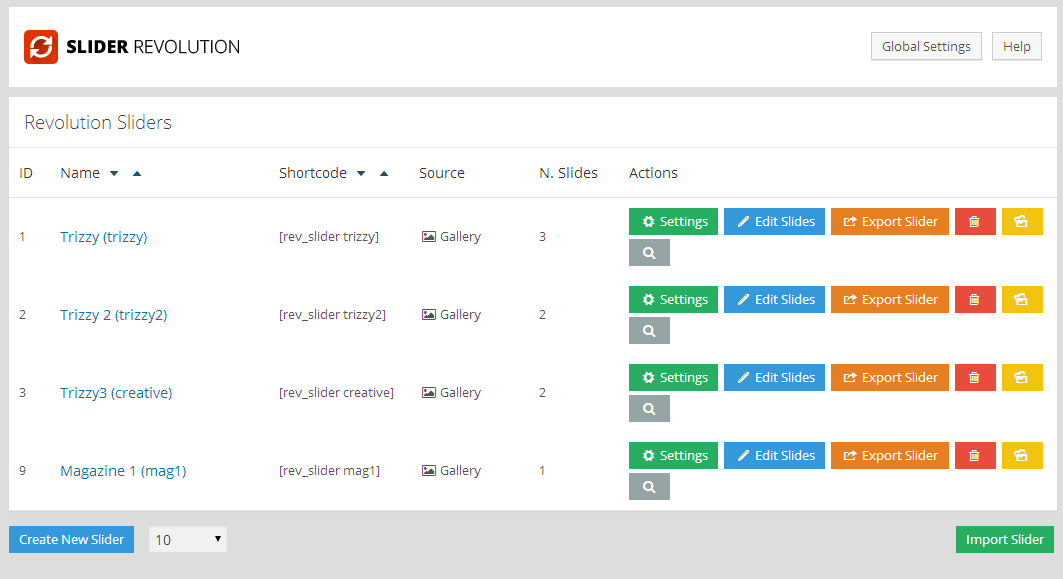 SLIDER REVOLUTION
Global Settings Help
Revolution Sliders
ID Name Shortcode Source N. Slides Actions
1 Trizzy (trizzy) [rev_slider trizzy] Gallery 3 Settings Edit Slides Export Slider
2 Trizzy 2 (trizzy2) [rev_slider trizzy2] Gallery 2 Settings Edit Slides Export Slider
3 Trizzy3 (creative) [rev_slider creative] Gallery 2 Settings Edit Slides Export Slider
9 Magazine 1 (mag1) [rev_slider mag1] Gallery 1 Settings Edit Slides Export Slider
Create New Slider 10 Import Slider